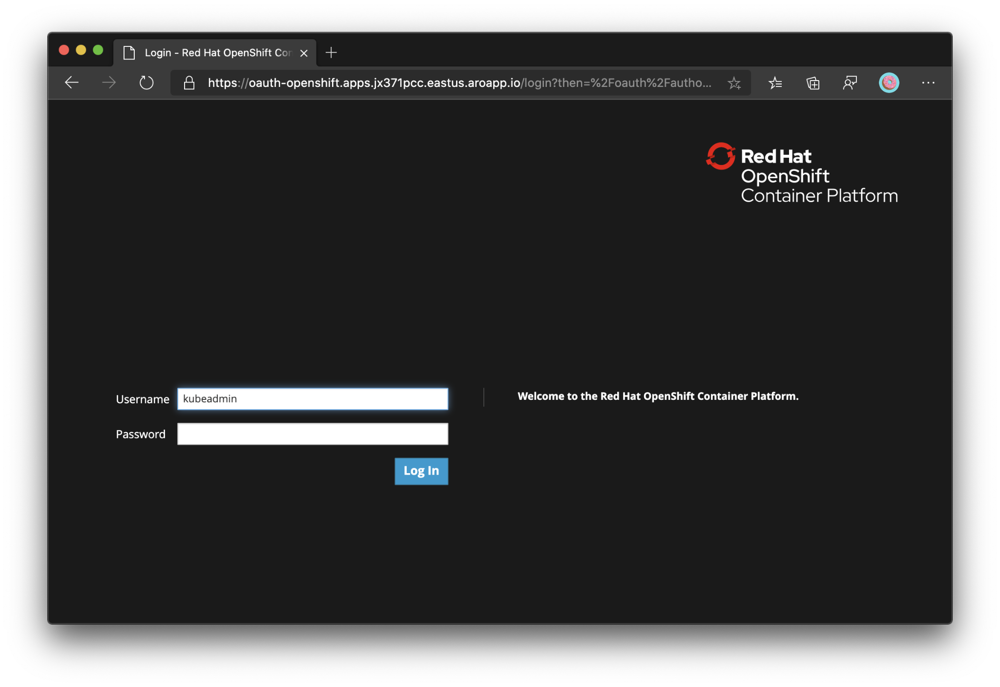 Login - Red Hat OpenShift Con
https://oauth-openshift.apps.jx371pcc.eastus.aroapp.io/login?then=%2Foauth%2Fautho...
Red Hat
OpenShift
Container Platform
Username kubeadmin
Welcome to the Red Hat OpenShift Container Platform.
Password
Log In